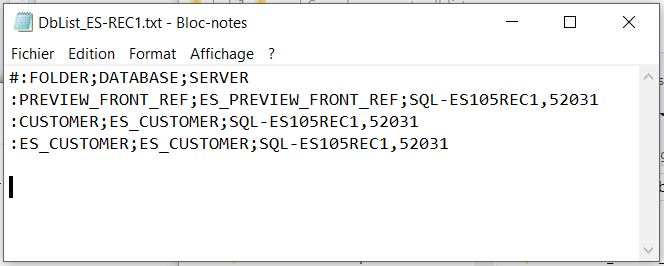 DbList_ES-REC1.txt - Bloc-notes
Fichier Edition Format Affichage ?
#:FOLDER;DATABASE;SERVER
:PREVIEW_FRONT_REF;ES_PREVIEW_FRONT_REF;SQL-ES105REC1,52031
:CUSTOMER;ES_CUSTOMER;SQL-ES105REC1,52031
:ES_CUSTOMER;ES_CUSTOMER;SQL-ES105REC1,52031